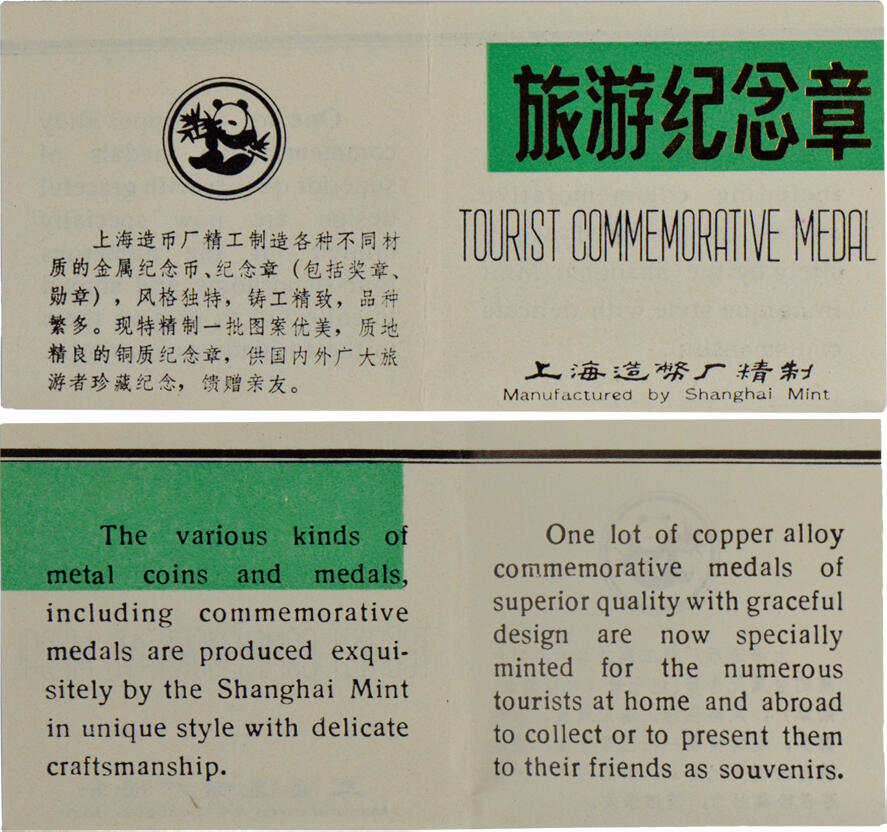 旅游纪念章
TOURIST COMMEMORATIVE MEDAL
上海造幣厂精制
Manufactured by Shanghai Mint
上海造币厂精工制造各种不同材
质的金属纪念币、纪念章（包括奖章、
勋章），风格独特，铸工精致，品种
繁多。现特精制一批图案优美，质地
精良的铜质纪念章，供国内外广大旅
游者珍藏纪念，馈赠亲友。
The various kinds of
metal coins and medals,
including commemorative
medals are produced exqui-
sitely by the Shanghai Mint
in unique style with delicate
craftsmanship.
One lot of copper alloy
commemorative medals of
superior quality with graceful
design are now specially
minted for the numerous
tourists at home and abroad
to collect or to present them
to their friends as souvenirs.